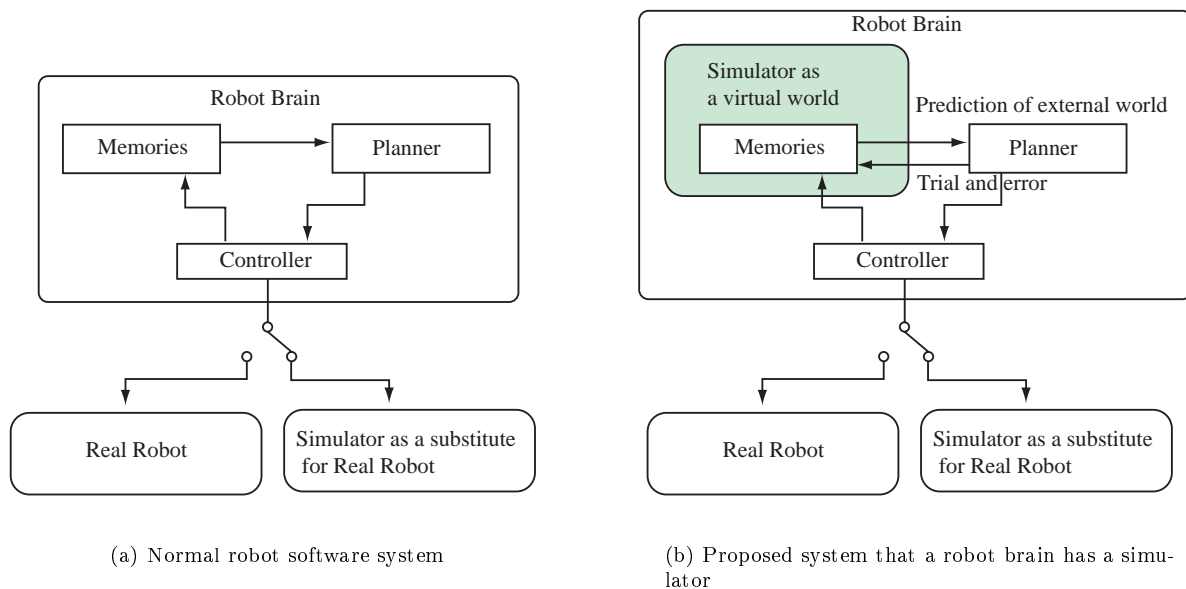 Robot Brain
Memories
Planner
Controller
Real Robot
Simulator as a substitute
for Real Robot
(a) Normal robot software system
Robot Brain
Simulator as
a virtual world
Prediction of external world
Memories
Planner
Trial and error
Controller
Real Robot
Simulator as a substitute
for Real Robot
(b) Proposed system that a robot brain has a simu-
lator